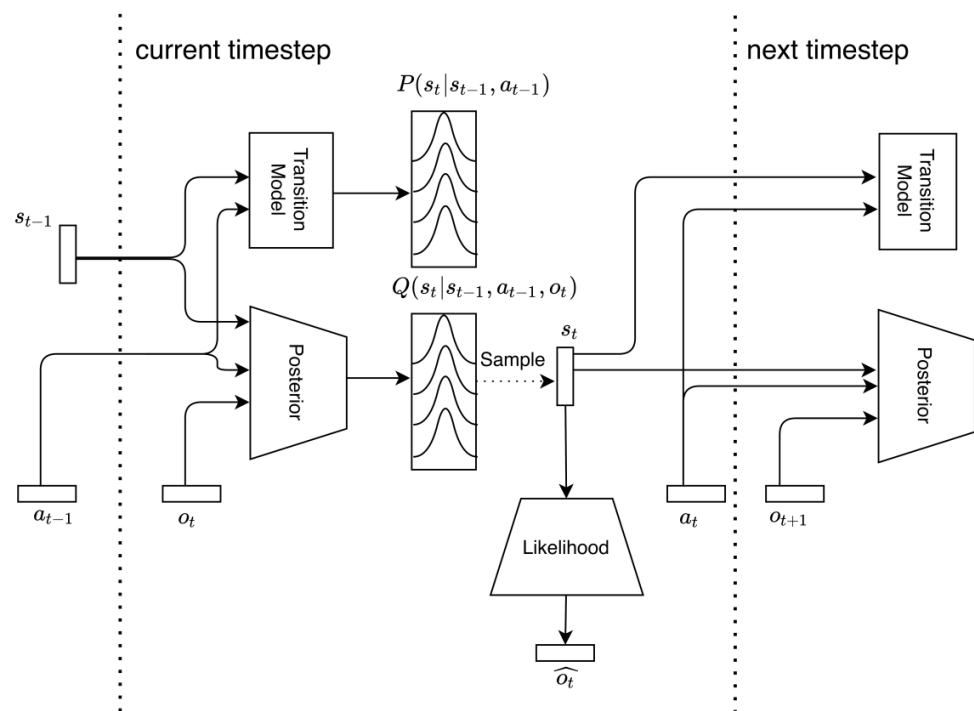 current timestep
next timestep
P(s_t|s_{t-1}, a_{t-1})
Transition
Model
Transition
Model
s_{t-1}
Q(s_t|s_{t-1}, a_{t-1}, o_t)
s_t
Sample
Posterior
Posterior
a_{t-1}
o_t
a_t
o_{t+1}
Likelihood
\widehat{o_t}